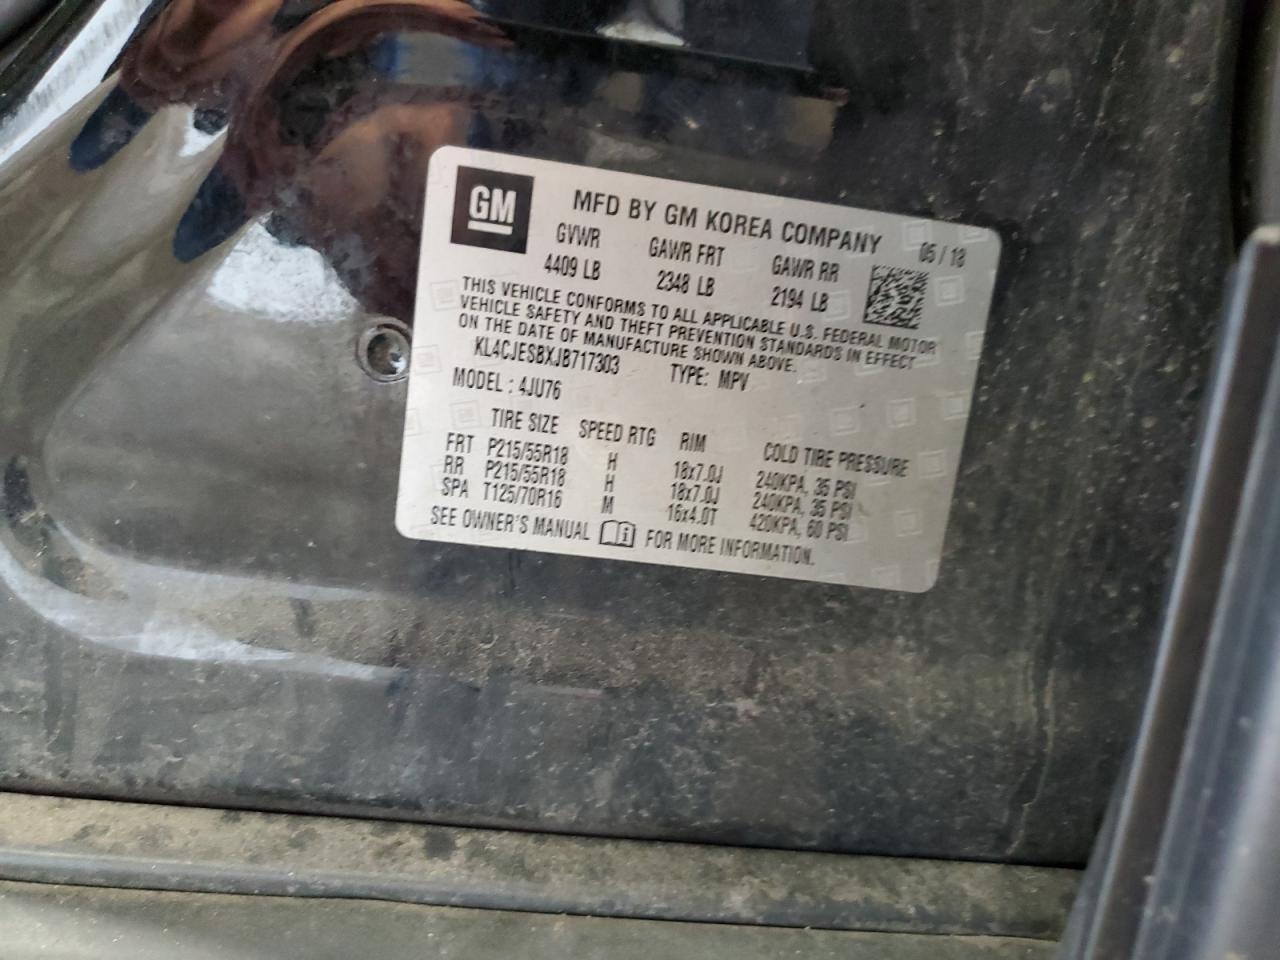 GM
MFD BY GM KOREA COMPANY 05/18
GVWR GAWR FRT GAWR RR
4409 LB 2348 LB 2194 LB
THIS VEHICLE CONFORMS TO ALL APPLICABLE U.S. FEDERAL MOTOR
VEHICLE SAFETY AND THEFT PREVENTION STANDARDS IN EFFECT
ON THE DATE OF MANUFACTURE SHOWN ABOVE.
KL4CJESBXJB717303 TYPE: MPV
MODEL: 4JU76
TIRE SIZE SPEED RTG RIM COLD TIRE PRESSURE
FRT P215/55R18 H 18x7.0J 240KPA, 35 PSI
RR P215/55R18 H 18x7.0J 240KPA, 35 PSI
SPA T125/70R16 M 16x4.0T 420KPA, 60 PSI
SEE OWNER'S MANUAL i FOR MORE INFORMATION.